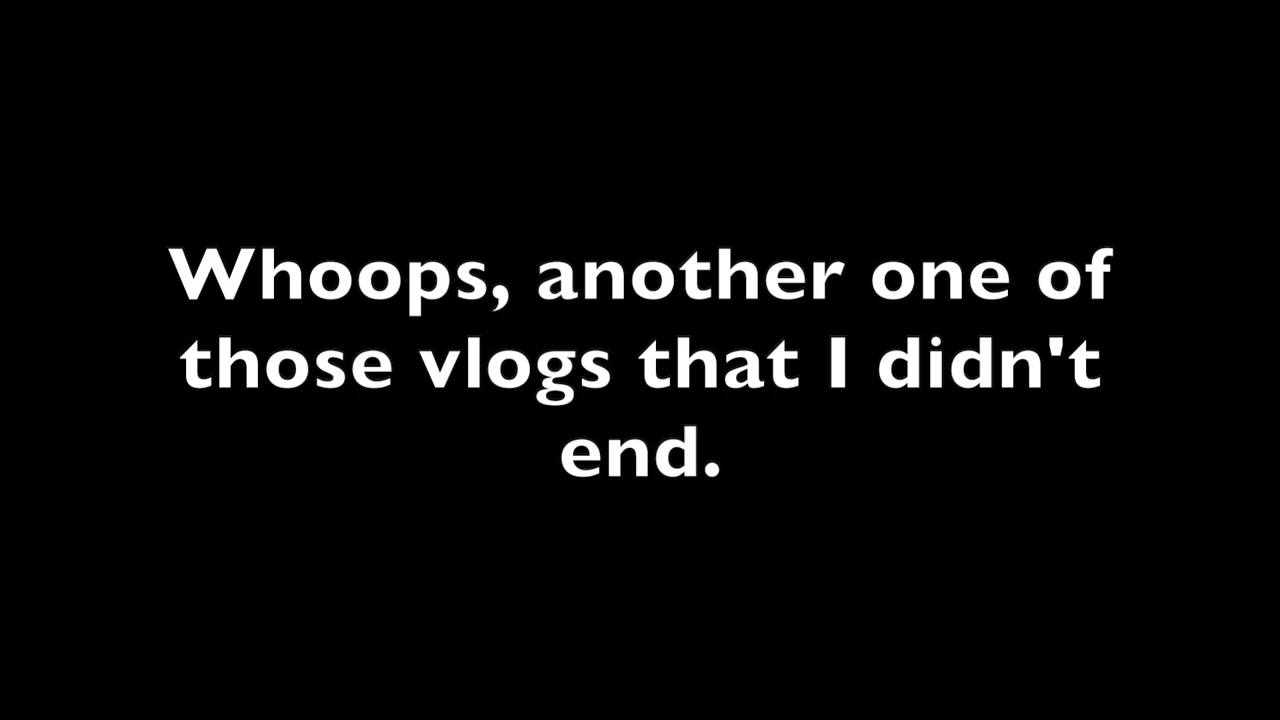 Whoops, another one of
those vlogs that I didn't
end.